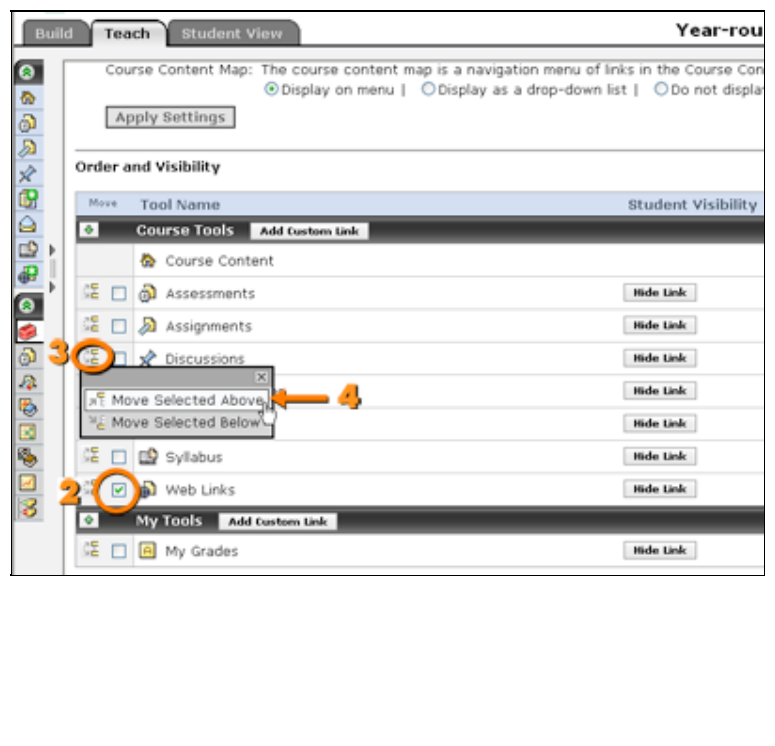 Build Teach Student View Year-rou
Course Content Map: The course content map is a navigation menu of links in the Course Con
Display on menu | Display as a drop-down list | Do not displa
Apply Settings
Order and Visibility
Move Tool Name Student Visibility
Course Tools Add Custom Link
Course Content
Assessments Hide Link
Assignments Hide Link
3 Discussions Hide Link
Move Selected Above 4 Hide Link
Move Selected Below Hide Link
Syllabus Hide Link
2 Web Links Hide Link
My Tools Add Custom Link
My Grades Hide Link